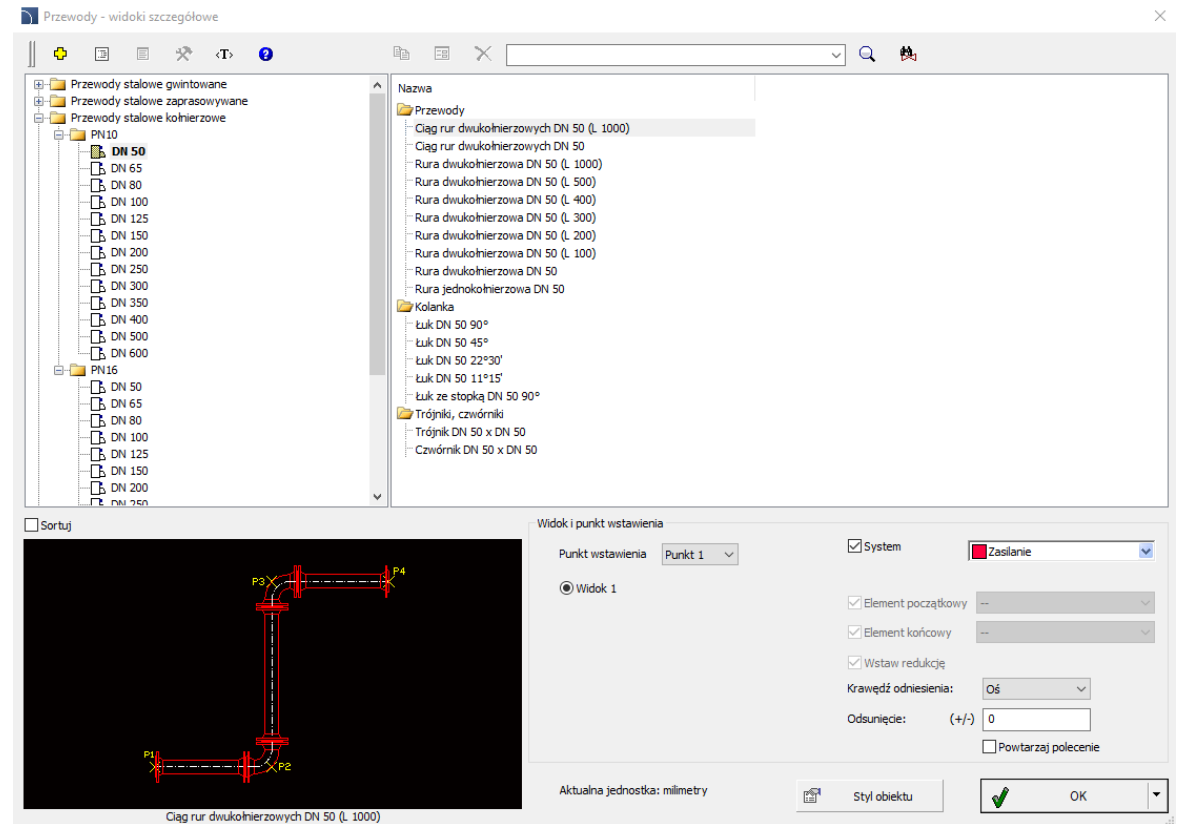 Przewody - widoki szczegółowe
‹T›
Przewody stalowe gwintowane
Przewody stalowe zaprasowywane
Przewody stalowe kołnierzowe
PN10
DN 50
DN 65
DN 80
DN 100
DN 125
DN 150
DN 200
DN 250
DN 300
DN 350
DN 400
DN 500
DN 600
PN16
DN 50
DN 65
DN 80
DN 100
DN 125
DN 150
DN 200
DN 250
Nazwa
Przewody
Ciąg rur dwukołnierzowych DN 50 (L 1000)
Ciąg rur dwukołnierzowych DN 50
Rura dwukołnierzowa DN 50 (L 1000)
Rura dwukołnierzowa DN 50 (L 500)
Rura dwukołnierzowa DN 50 (L 400)
Rura dwukołnierzowa DN 50 (L 300)
Rura dwukołnierzowa DN 50 (L 200)
Rura dwukołnierzowa DN 50 (L 100)
Rura dwukołnierzowa DN 50
Rura jednokołnierzowa DN 50
Kolanka
Łuk DN 50 90°
Łuk DN 50 45°
Łuk DN 50 22°30'
Łuk DN 50 11°15'
Łuk ze stopką DN 50 90°
Trójniki, czwórniki
Trójnik DN 50 x DN 50
Czwórnik DN 50 x DN 50
Sortuj
P3
P4
P1
P2
Ciąg rur dwukołnierzowych DN 50 (L 1000)
Widok i punkt wstawienia
Punkt wstawienia Punkt 1
Widok 1
System Zasilanie
Element początkowy --
Element końcowy --
Wstaw redukcję
Krawędź odniesienia: Oś
Odsunięcie: (+/-) 0
Powtarzaj polecenie
Aktualna jednostka: milimetry
Styl obiektu
OK